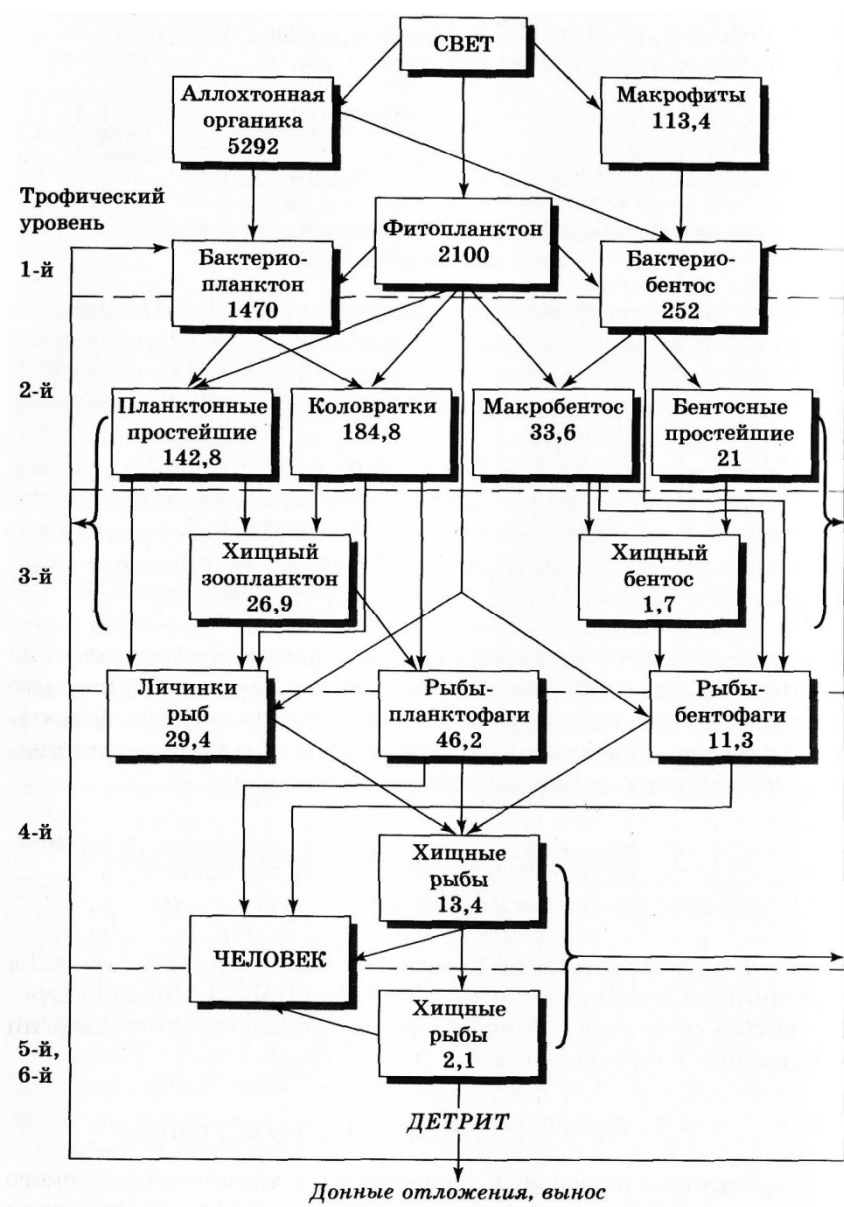 СВЕТ
Аллохтонная
органика
5292
Макрофиты
113,4
Трофический
уровень
1-й
Фитопланктон
2100
Бактерио-
планктон
1470
Бактерио-
бентос
252
2-й
Планктонные
простейшие
142,8
Коловратки
184,8
Макробентос
33,6
Бентосные
простейшие
21
3-й
Хищный
зоопланктон
26,9
Хищный
бентос
1,7
Личинки
рыб
29,4
Рыбы-
планктофаги
46,2
Рыбы-
бентофаги
11,3
4-й
Хищные
рыбы
13,4
ЧЕЛОВЕК
5-й,
6-й
Хищные
рыбы
2,1
ДЕТРИТ
Донные отложения, вынос